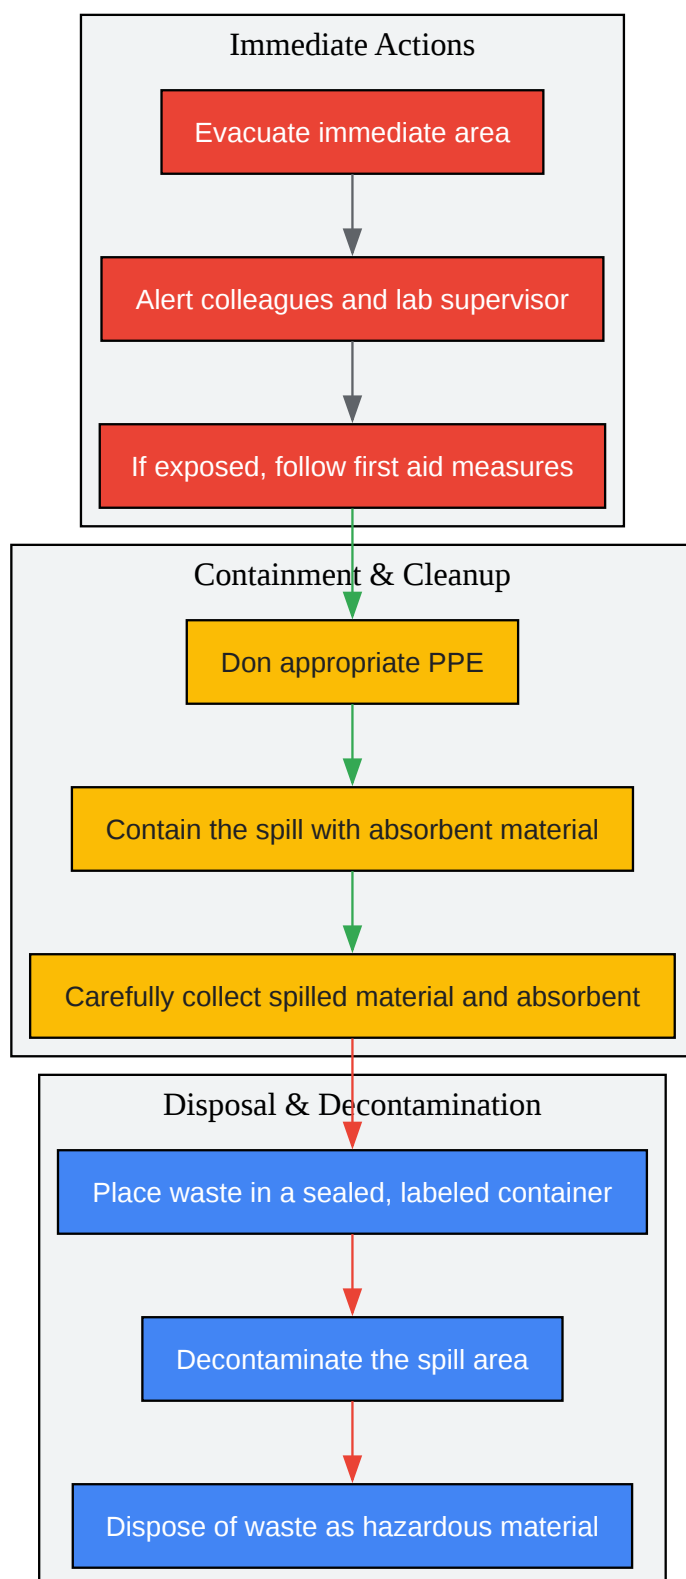 Immediate Actions
Evacuate immediate area
Alert colleagues and lab supervisor
If exposed, follow first aid measures
Containment & Cleanup
Don appropriate PPE
Contain the spill with absorbent material
Carefully collect spilled material and absorbent
Disposal & Decontamination
Place waste in a sealed, labeled container
Decontaminate the spill area
Dispose of waste as hazardous material